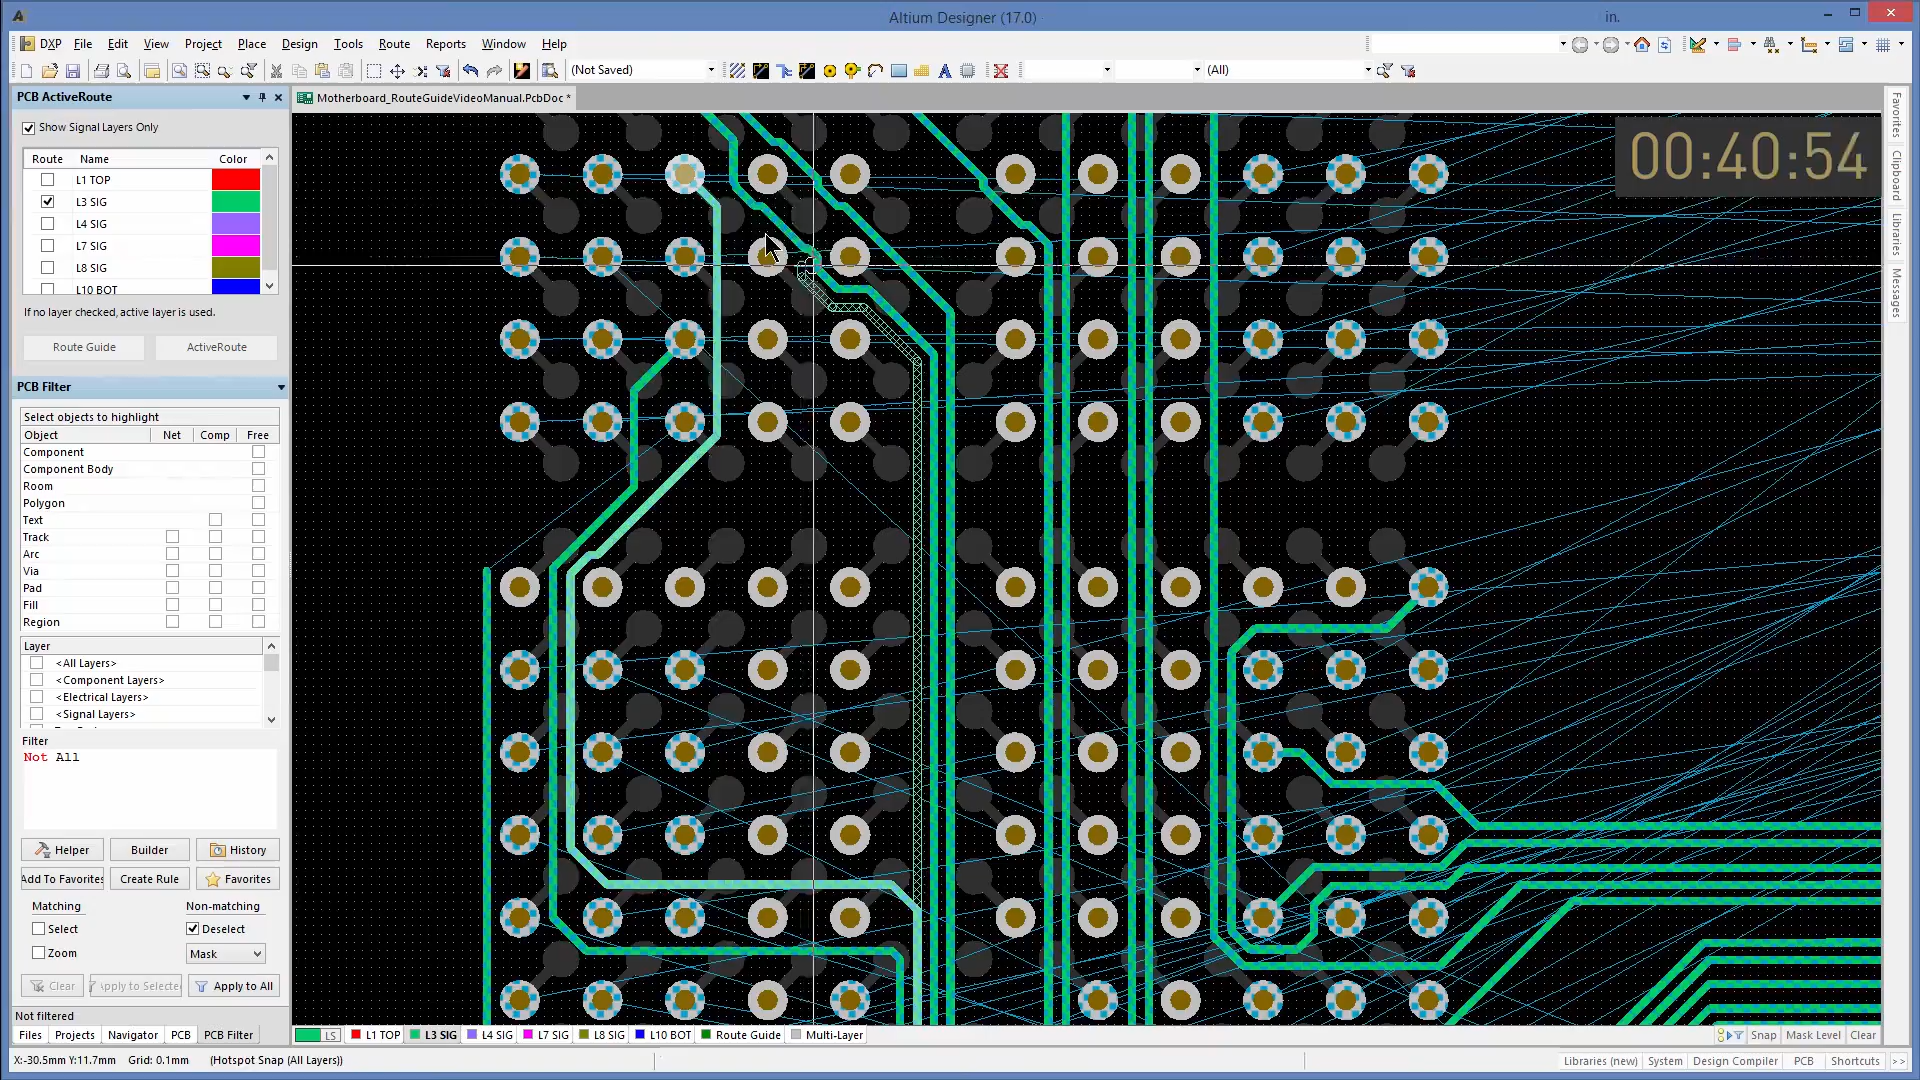 Altium Designer (17.0)
in.
DXP File Edit View Project Place Design Tools Route Reports Window Help
(Not Saved)
(All)
PCB ActiveRoute
Motherboard_RouteGuideVideoManual.PcbDoc *
Show Signal Layers Only
Route Name Color
L1 TOP
L3 SIG
L4 SIG
L7 SIG
L8 SIG
L10 BOT
If no layer checked, active layer is used.
Route Guide ActiveRoute
PCB Filter
Select objects to highlight
Object Net Comp Free
Component
Component Body
Room
Polygon
Text
Track
Arc
Via
Pad
Fill
Region
Layer
<All Layers>
<Component Layers>
<Electrical Layers>
<Signal Layers>
Filter
Not All
Helper Builder History
Add To Favorites Create Rule Favorites
Matching Non-matching
Select Deselect
Zoom Mask
Clear Apply to Selected Apply to All
Not filtered
Files Projects Navigator PCB PCB Filter
00:40:54
Favorites
Clipboard
Libraries
Messages
LS L1 TOP L3 SIG L4 SIG L7 SIG L8 SIG L10 BOT Route Guide Multi-Layer
Snap Mask Level Clear
X:-30.5mm Y:11.7mm Grid: 0.1mm (Hotspot Snap (All Layers))
Libraries (new) System Design Compiler PCB Shortcuts >>